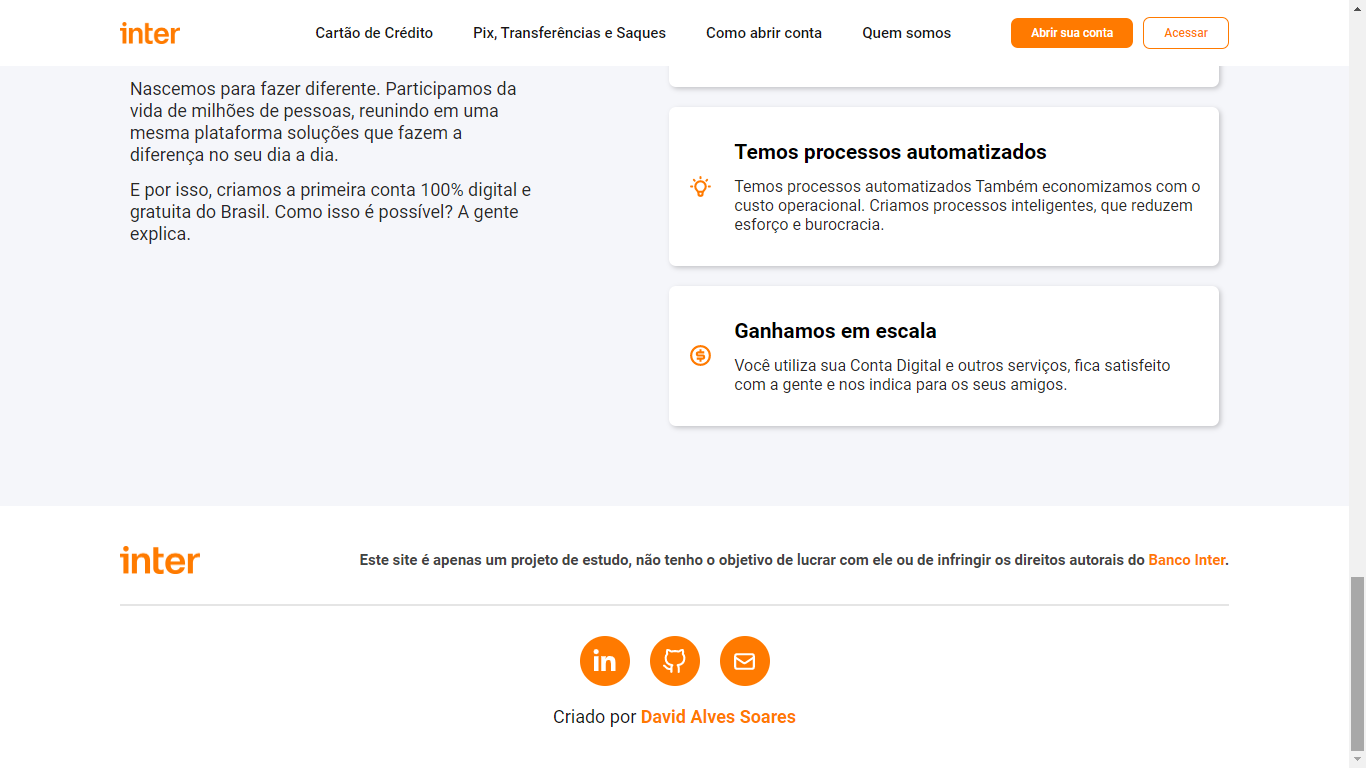 inter
Cartão de Crédito
Pix, Transferências e Saques
Como abrir conta
Quem somos
Abrir sua conta
Acessar
Nascemos para fazer diferente. Participamos da
vida de milhões de pessoas, reunindo em uma
mesma plataforma soluções que fazem a
diferença no seu dia a dia.
E por isso, criamos a primeira conta 100% digital e
gratuita do Brasil. Como isso é possível? A gente
explica.
Temos processos automatizados
Temos processos automatizados Também economizamos com o
custo operacional. Criamos processos inteligentes, que reduzem
esforço e burocracia.
Ganhamos em escala
Você utiliza sua Conta Digital e outros serviços, fica satisfeito
com a gente e nos indica para os seus amigos.
inter
Este site é apenas um projeto de estudo, não tenho o objetivo de lucrar com ele ou de infringir os direitos autorais do Banco Inter.
in
Criado por David Alves Soares